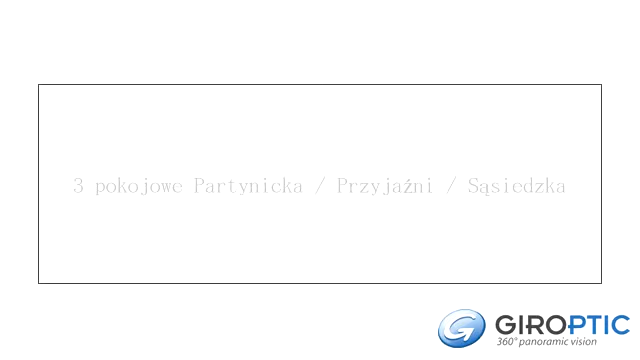 3 pokojowe Partynicka / Przyjaźni / Sąsiedzka
GIROPTIC
360° panoramic vision